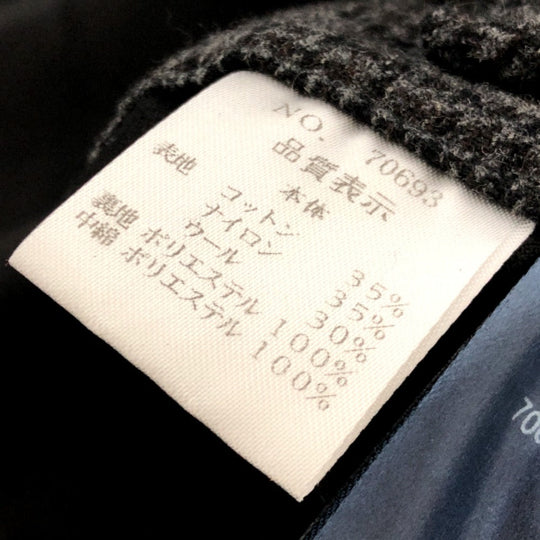 NO. 70693
品質表示
本体
表地 コットン 35%
ナイロン 35%
ウール 30%
裏地 ポリエステル 100%
中綿 ポリエステル 100%